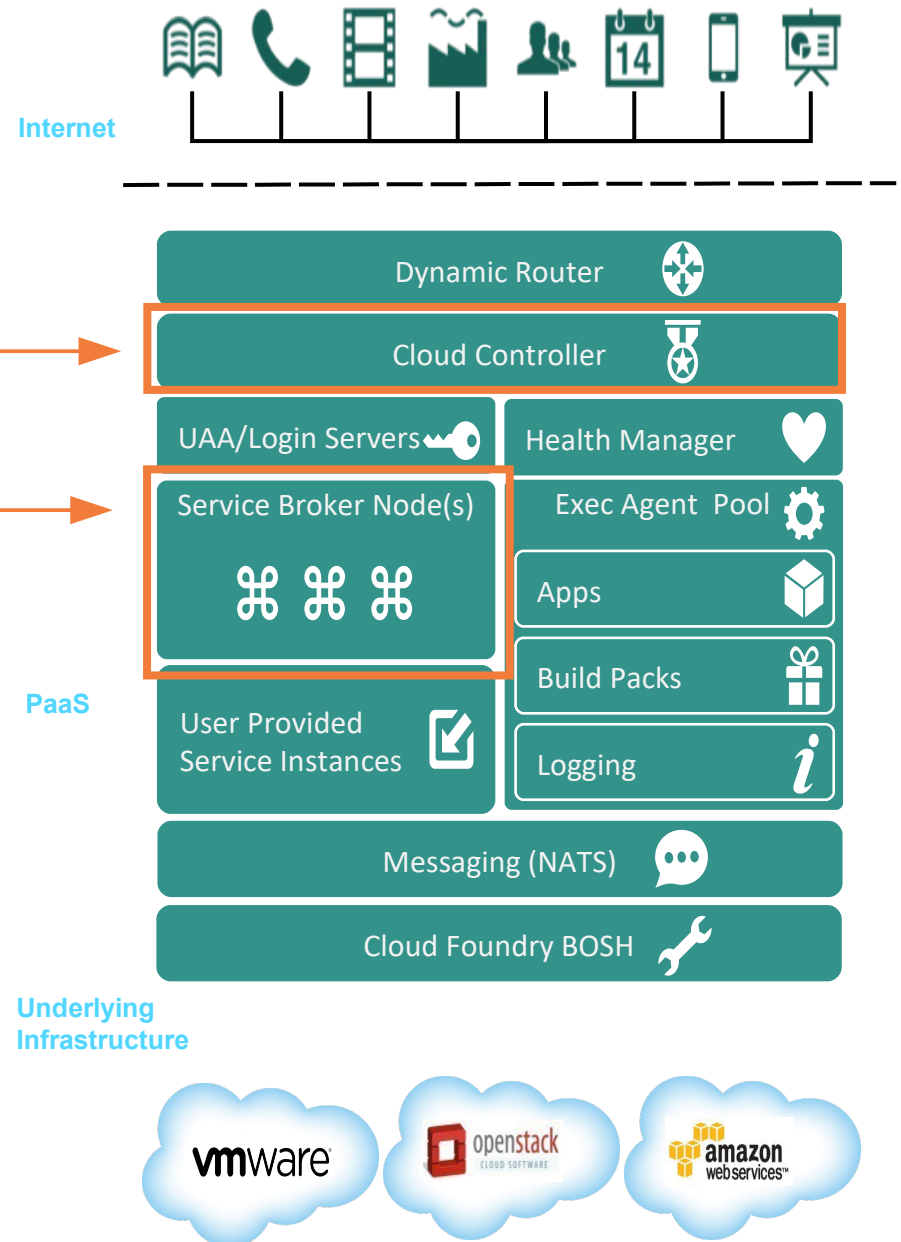 14
Internet
Dynamic Router
Cloud Controller
UAA/Login Servers
Health Manager
Service Broker Node(s)
Exec Agent Pool
Apps
Build Packs
PaaS
User Provided
Service Instances
Logging
i
Messaging (NATS)
Cloud Foundry BOSH
Underlying
Infrastructure
vmware
openstack
CLOUD SOFTWARE
amazon
webservices™